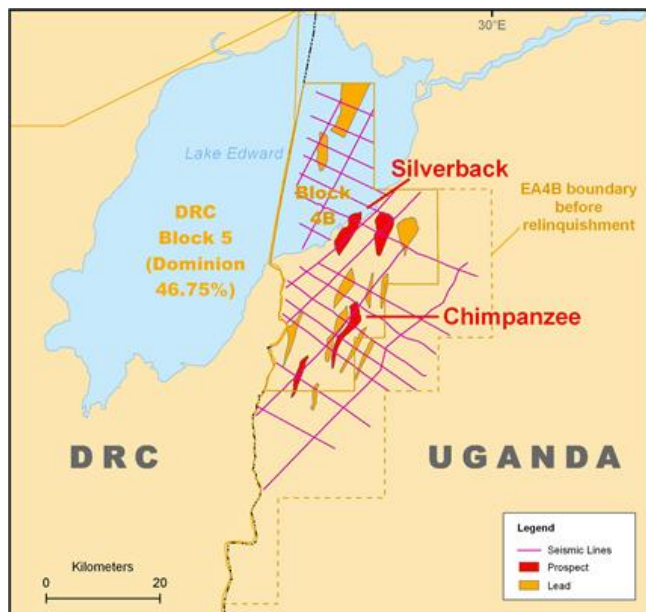 30°E
Lake Edward
Silverback
Block
4B
EA4B boundary
before
relinquishment
DRC
Block 5
(Dominion
46.75%)
Chimpanzee
DRC
UGANDA
Kilometers
0 20
Legend
Seismic Lines
Prospect
Lead